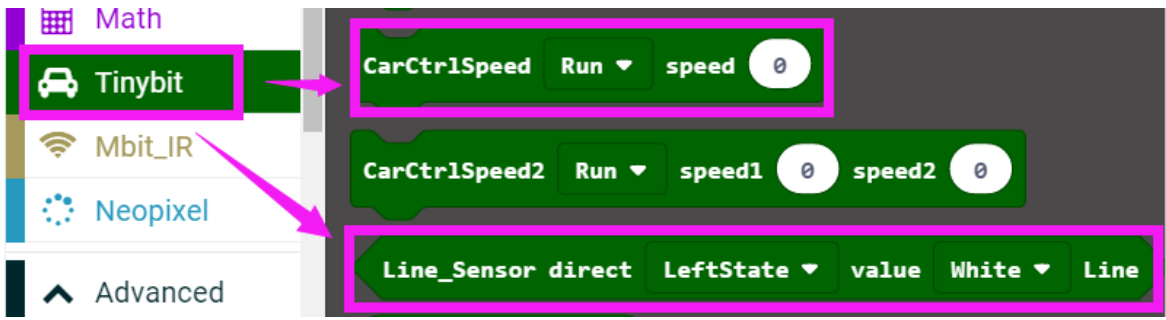 Math
Tinybit
Mbit_IR
Neopixel
Advanced
CarCtrlSpeed Run speed 0
CarCtrlSpeed2 Run speed1 0 speed2 0
Line_Sensor direct LeftState value White Line